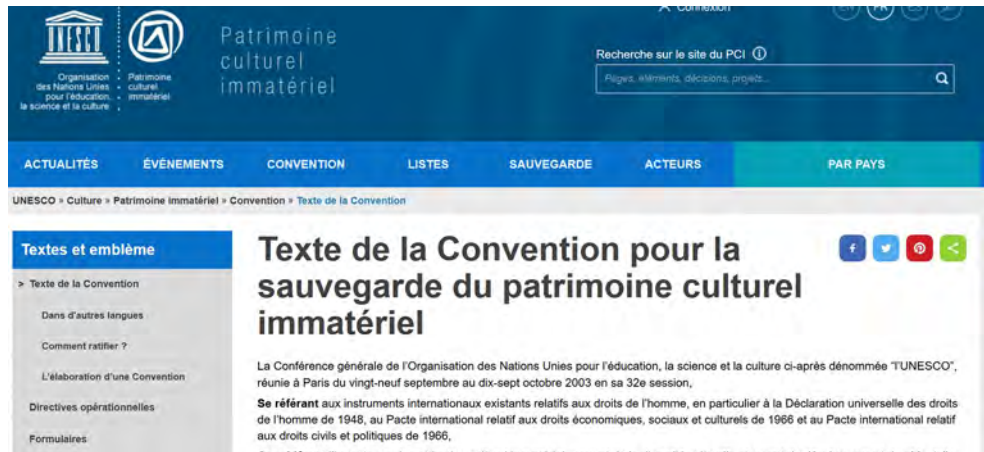 Connexion
FR
UNESCO
Organisation
des Nations Unies
pour l'éducation,
la science et la culture
Patrimoine
culturel
immatériel
Patrimoine
culturel
immatériel
Recherche sur le site du PCI
Pages, éléments, décisions, projets...
ACTUALITÉS ÉVÉNEMENTS CONVENTION LISTES SAUVEGARDE ACTEURS PAR PAYS
UNESCO » Culture » Patrimoine immatériel » Convention » Texte de la Convention
Textes et emblème
> Texte de la Convention
Dans d'autres langues
Comment ratifier ?
L'élaboration d'une Convention
Directives opérationnelles
Formulaires
Texte de la Convention pour la
sauvegarde du patrimoine culturel
immatériel
La Conférence générale de l'Organisation des Nations Unies pour l'éducation, la science et la culture ci-après dénommée "l'UNESCO",
réunie à Paris du vingt-neuf septembre au dix-sept octobre 2003 en sa 32e session,
Se référant aux instruments internationaux existants relatifs aux droits de l'homme, en particulier à la Déclaration universelle des droits
de l'homme de 1948, au Pacte international relatif aux droits économiques, sociaux et culturels de 1966 et au Pacte international relatif
aux droits civils et politiques de 1966,